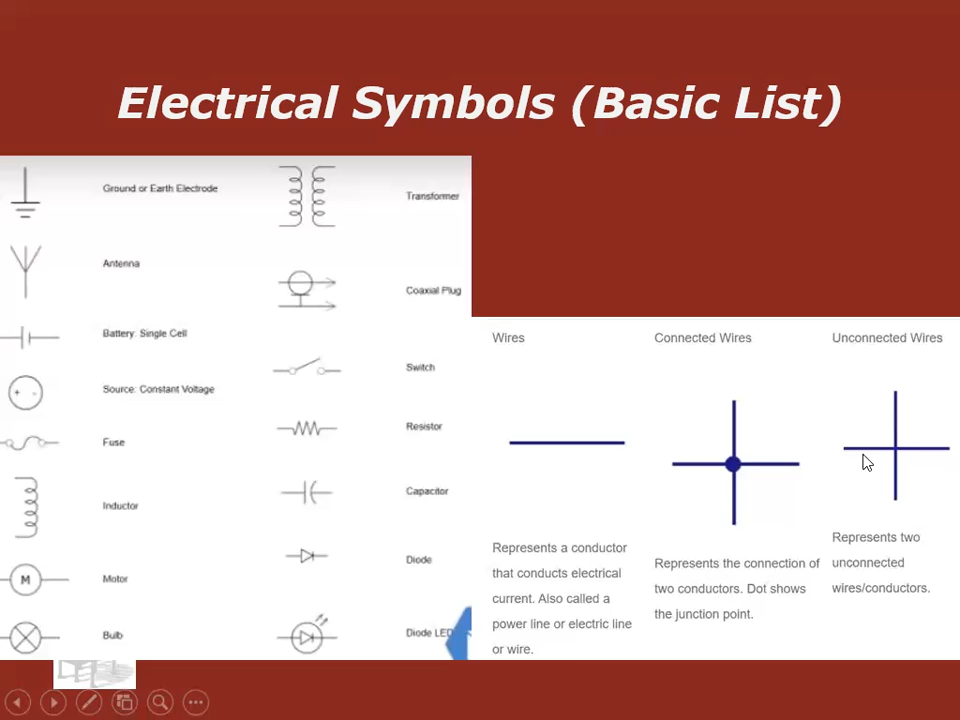 Electrical Symbols (Basic List)
Ground or Earth Electrode
Antenna
Battery: Single Cell
+ -
Source: Constant Voltage
Fuse
Inductor
M
Motor
Bulb
Transformer
Coaxial Plug
Switch
Resistor
Capacitor
Diode
Diode LED
Wires
Represents a conductor
that conducts electrical
current. Also called a
power line or electric line
or wire.
Connected Wires
Represents the connection of
two conductors. Dot shows
the junction point.
Unconnected Wires
Represents two
unconnected
wires/conductors.